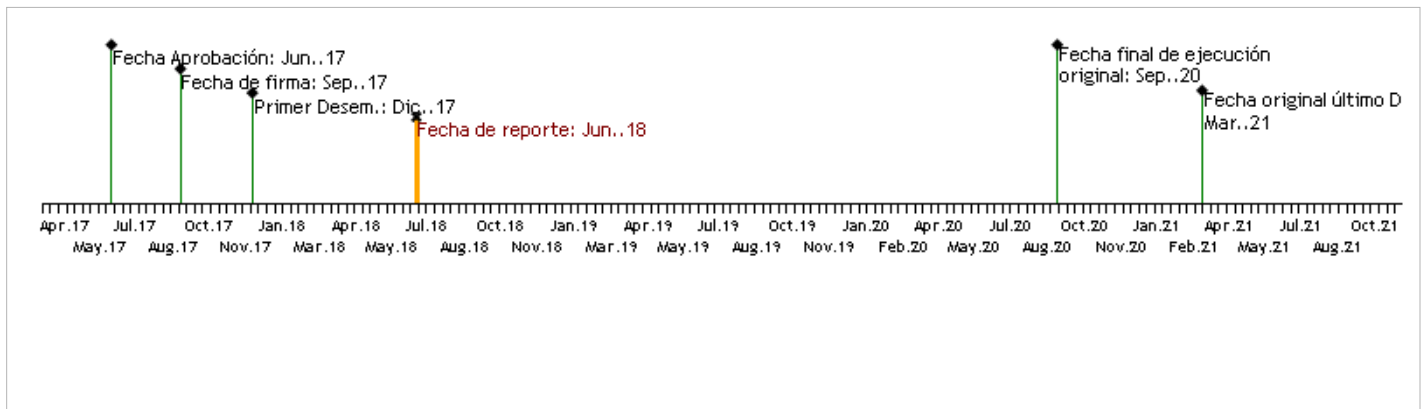 Fecha Aprobación: Jun..17
Fecha de firma: Sep..17
Primer Desem.: Dic..17
Fecha de reporte: Jun..18
Fecha final de ejecución
original: Sep..20
Fecha original último D
Mar..21
Apr.17 Jul.17 Oct.17 Jan.18 Apr.18 Jul.18 Oct.18 Jan.19 Apr.19 Jul.19 Oct.19 Jan.20 Apr.20 Jul.20 Oct.20 Jan.21 Apr.21 Jul.21 Oct.21
May.17 Aug.17 Nov.17 Mar.18 May.18 Aug.18 Nov.18 Mar.19 May.19 Aug.19 Nov.19 Feb.20 May.20 Aug.20 Nov.20 Feb.21 May.21 Aug.21